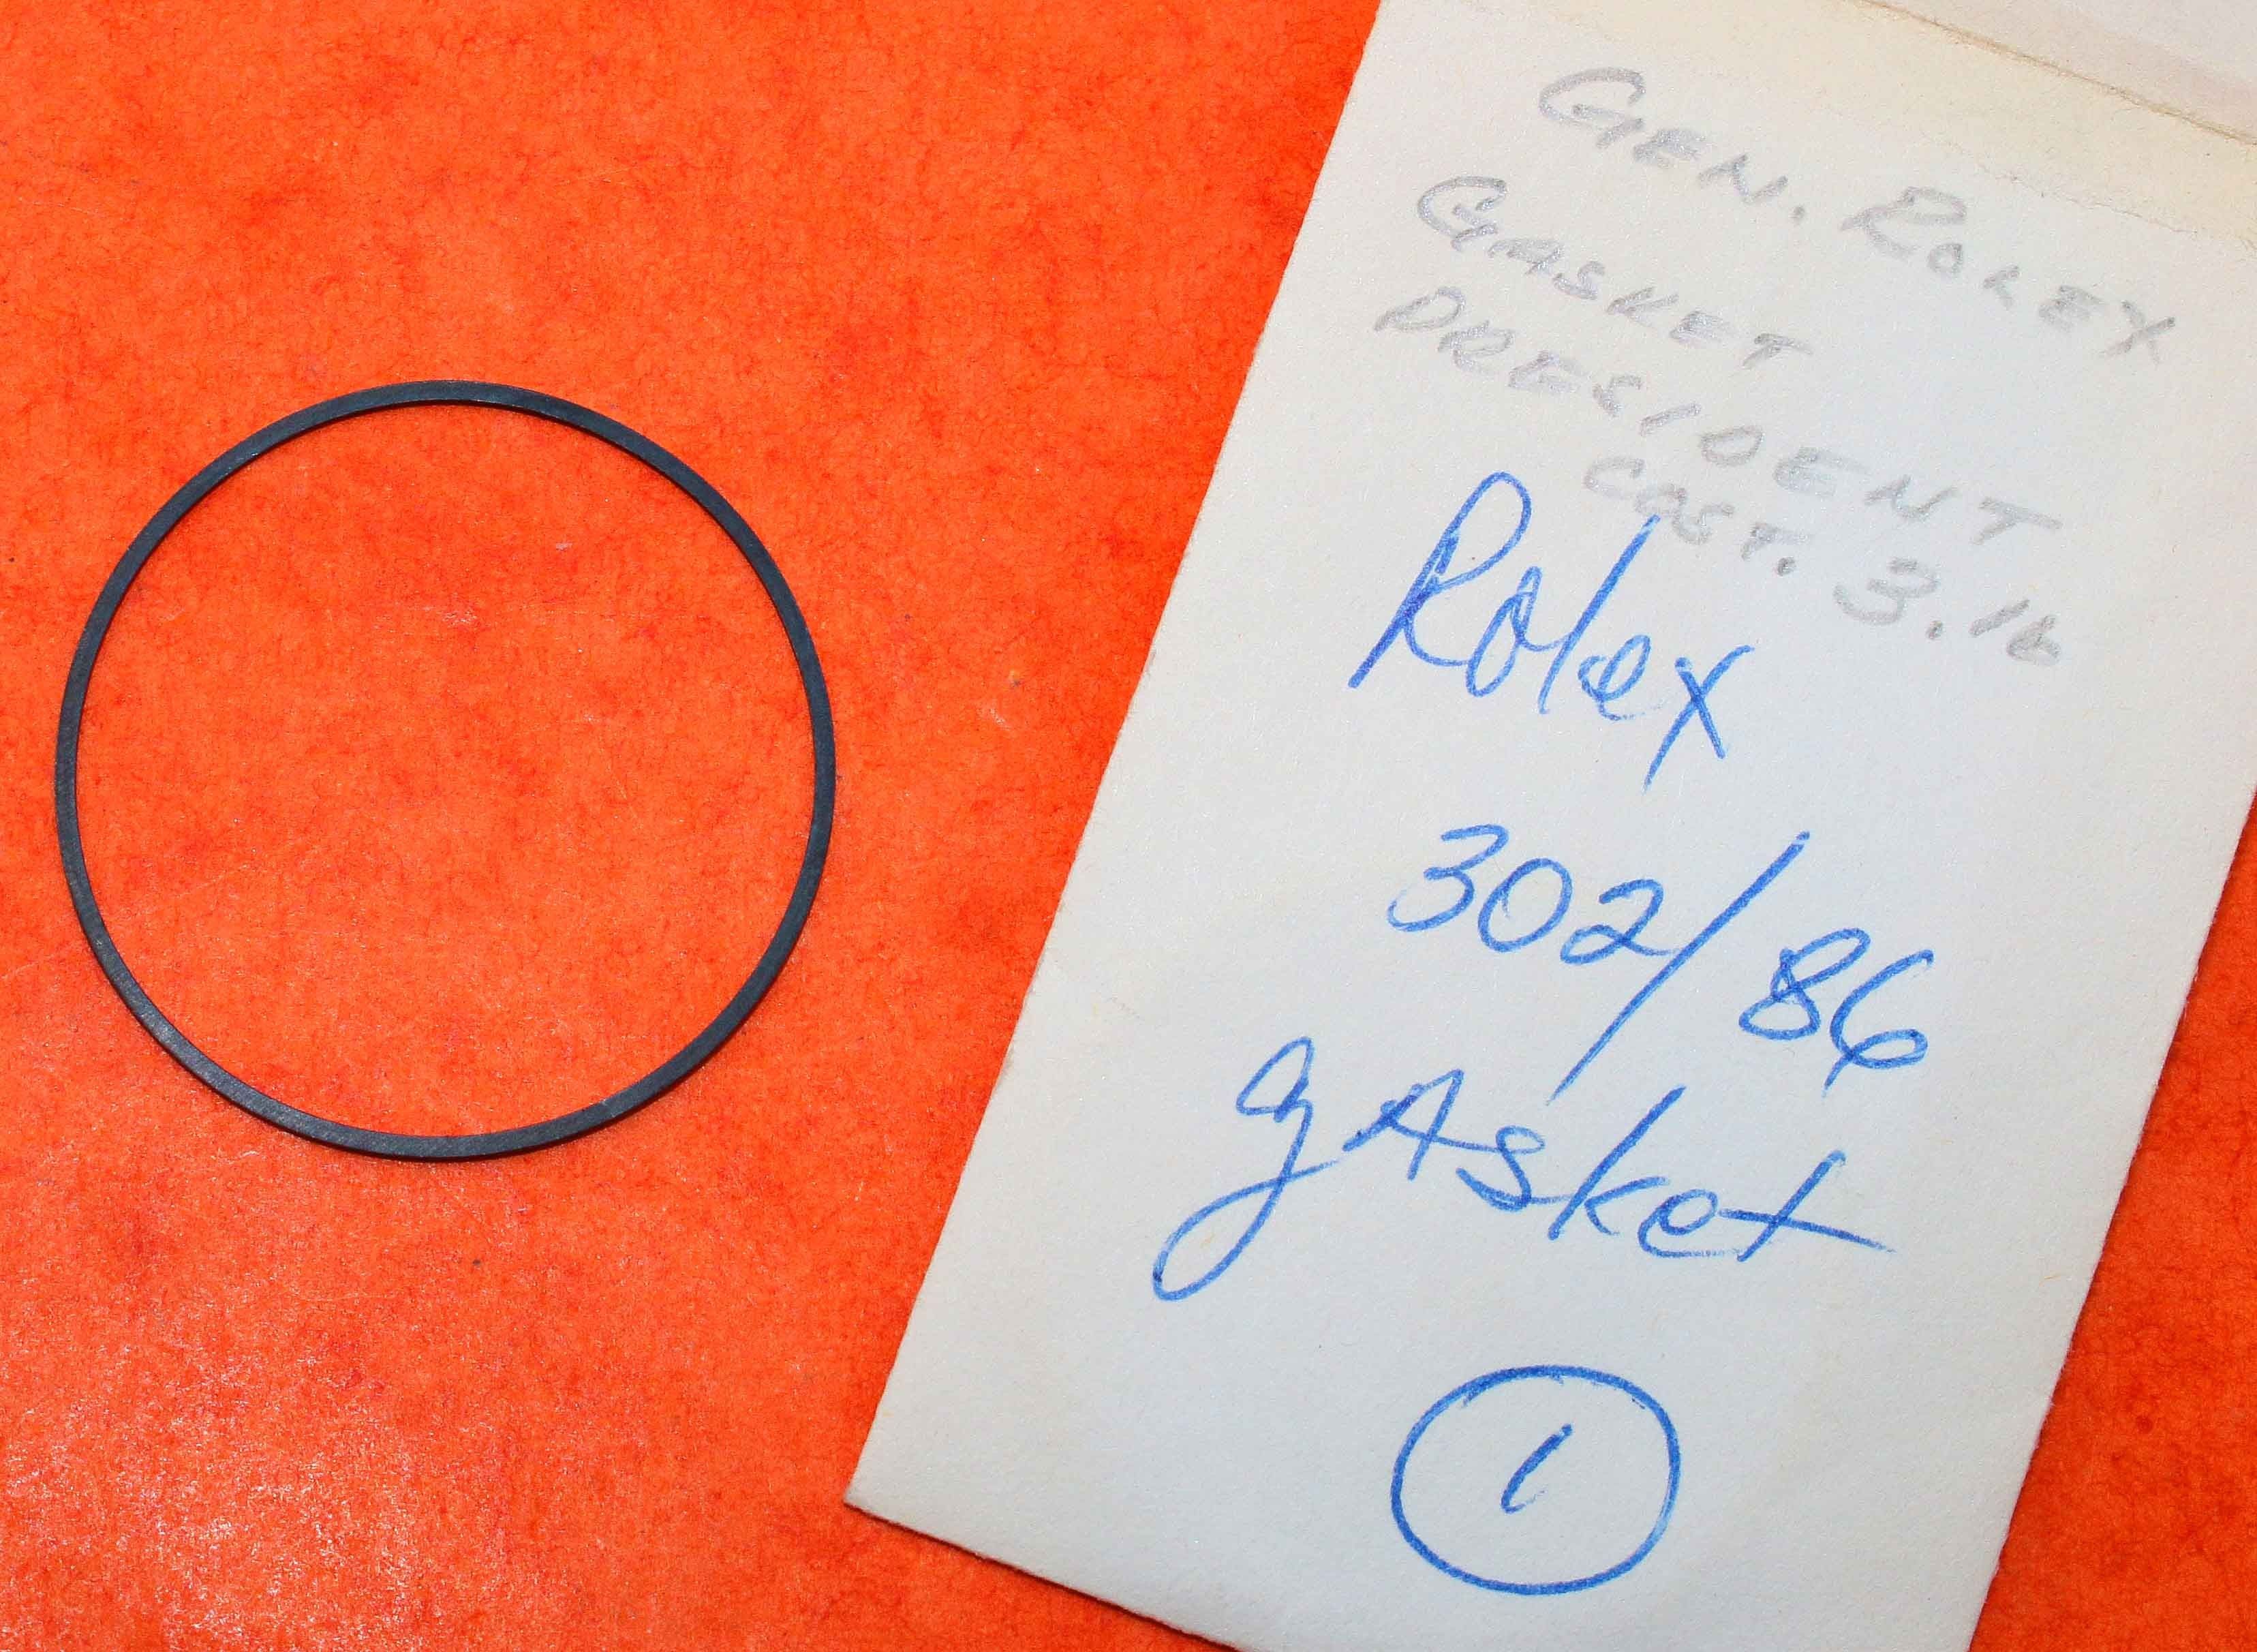 GEN. ROLEX
GASKET
PRESIDENT
COST. 3.16
Rolex
302/86
gAsket
1